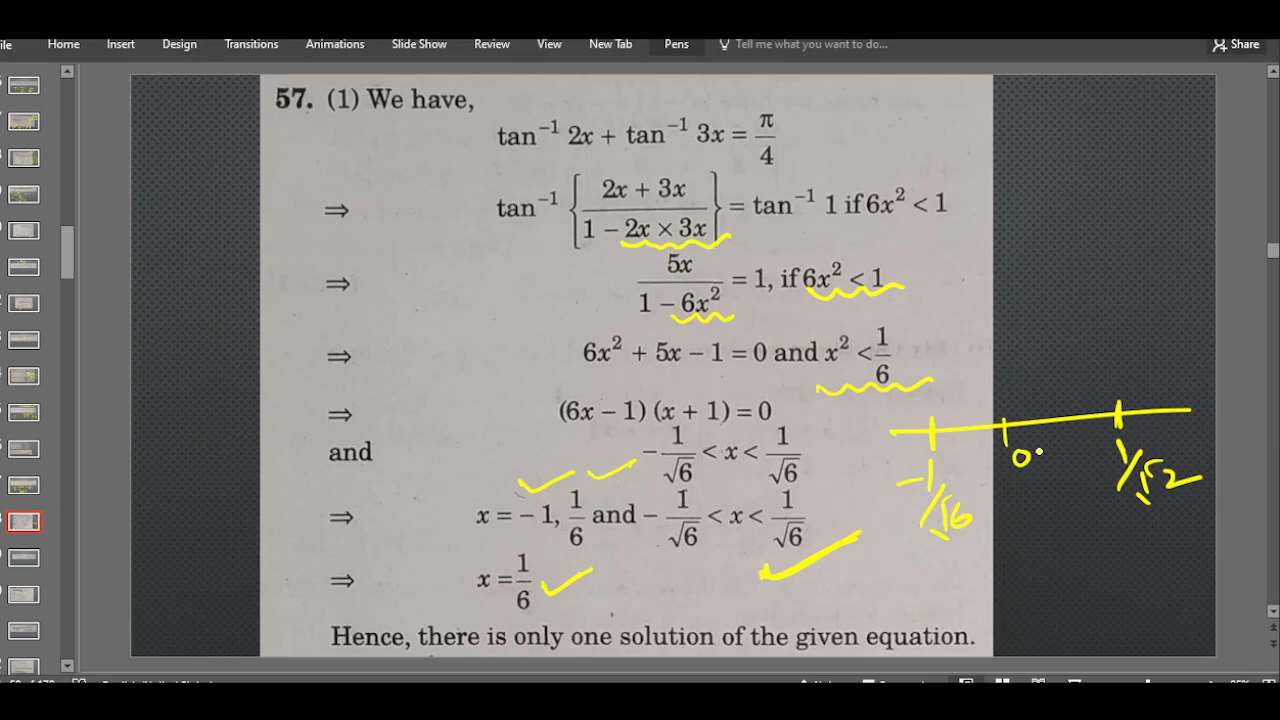 ile Home Insert Design Transitions Animations Slide Show Review View New Tab Pens Tell me what you want to do... Share
57. (1) We have,
tan⁻¹ 2x + tan⁻¹ 3x = π/4
⇒ tan⁻¹ {(2x + 3x)/(1 − 2x × 3x)} = tan⁻¹ 1 if 6x² < 1
⇒ 5x/(1 − 6x²) = 1, if 6x² < 1
⇒ 6x² + 5x − 1 = 0 and x² < 1/6
⇒ (6x − 1) (x + 1) = 0
and − 1/√6 < x < 1/√6
⇒ x = − 1, 1/6 and − 1/√6 < x < 1/√6
⇒ x = 1/6
Hence, there is only one solution of the given equation.
−1/√6 0 1/√2